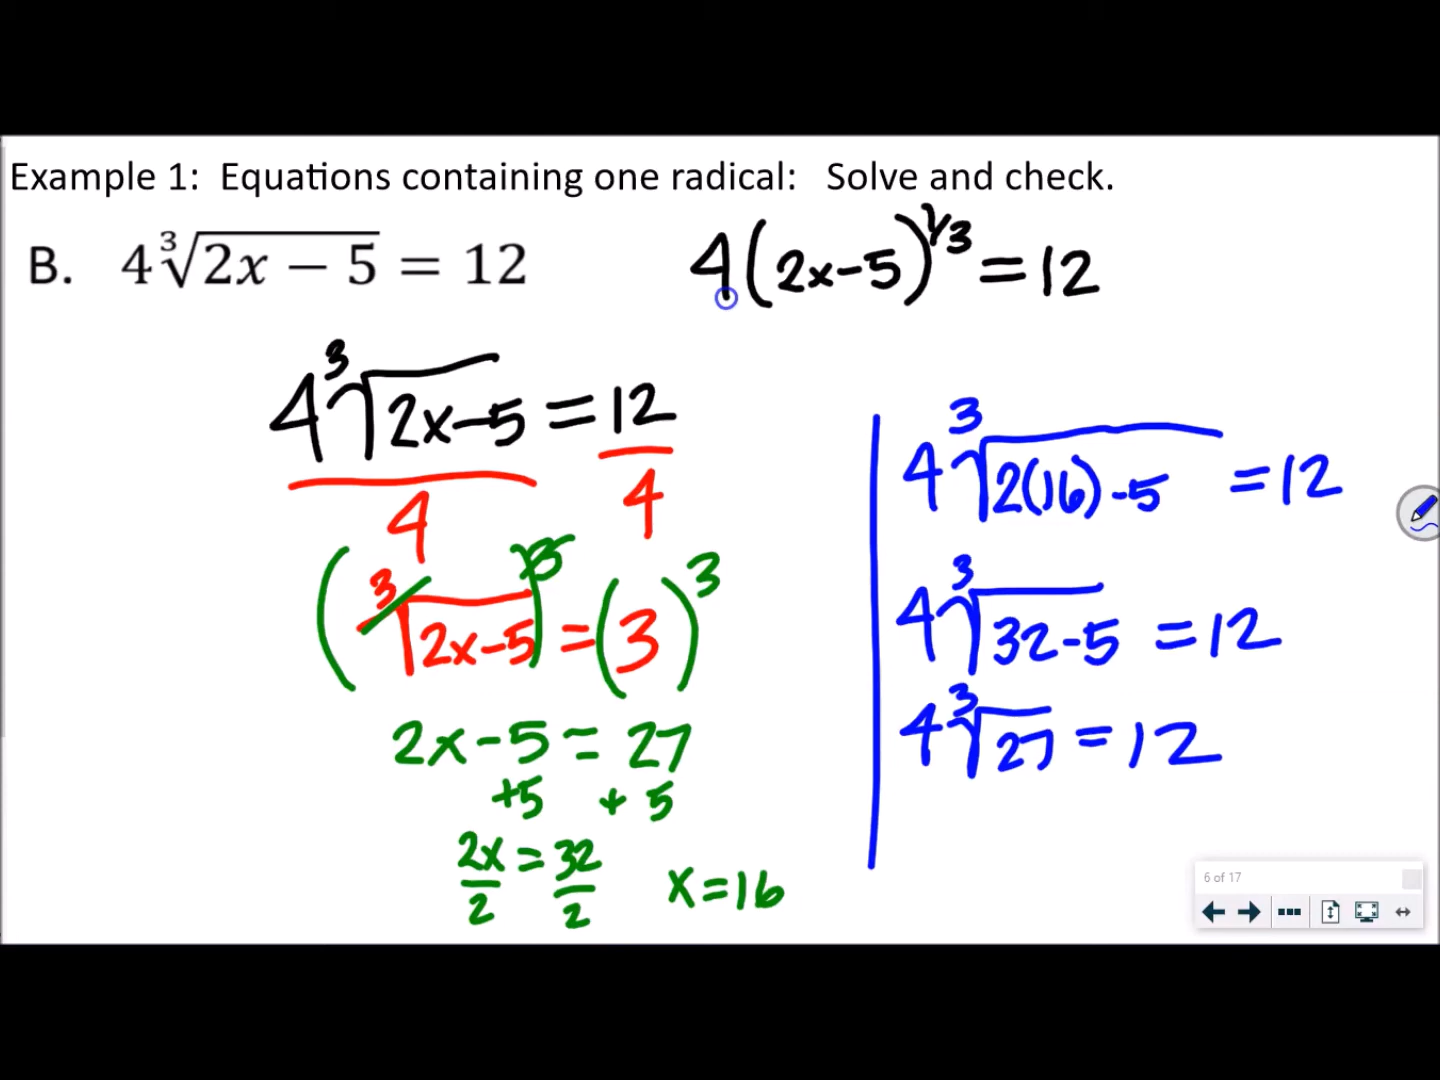 Example 1: Equations containing one radical: Solve and check.
B. 4∛(2x − 5) = 12
4(2x-5)^1/3 = 12
4∛(2x-5) = 12
4 4
(∛(2x-5))^3 = (3)^3
2x-5 = 27
+5 +5
2x/2 = 32/2
x=16
4∛(2(16)-5) = 12
4∛(32-5) = 12
4∛27 = 12
6 of 17